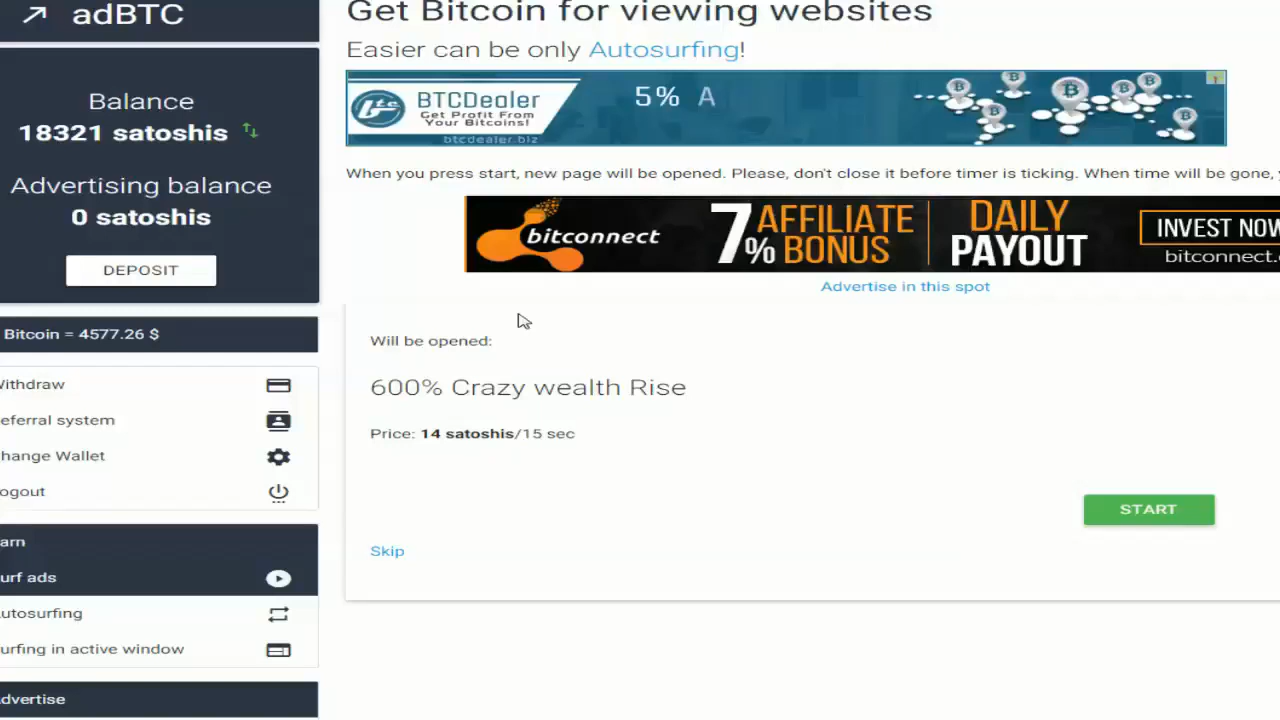 adBTC
Balance
18321 satoshis
Advertising balance
0 satoshis
DEPOSIT
Bitcoin = 4577.26 $
Withdraw
eferral system
hange Wallet
ogout
arn
urf ads
utosurfing
urfing in active window
dvertise
Get Bitcoin for viewing websites
Easier can be only Autosurfing!
BTCDealer
Get Profit From
Your Bitcoins!
btcdealer.biz
5% A
When you press start, new page will be opened. Please, don't close it before timer is ticking. When time will be gone,
bitconnect
7% AFFILIATE BONUS
DAILY PAYOUT
INVEST NOW
bitconnect.
Advertise in this spot
Will be opened:
600% Crazy wealth Rise
Price: 14 satoshis/15 sec
START
Skip